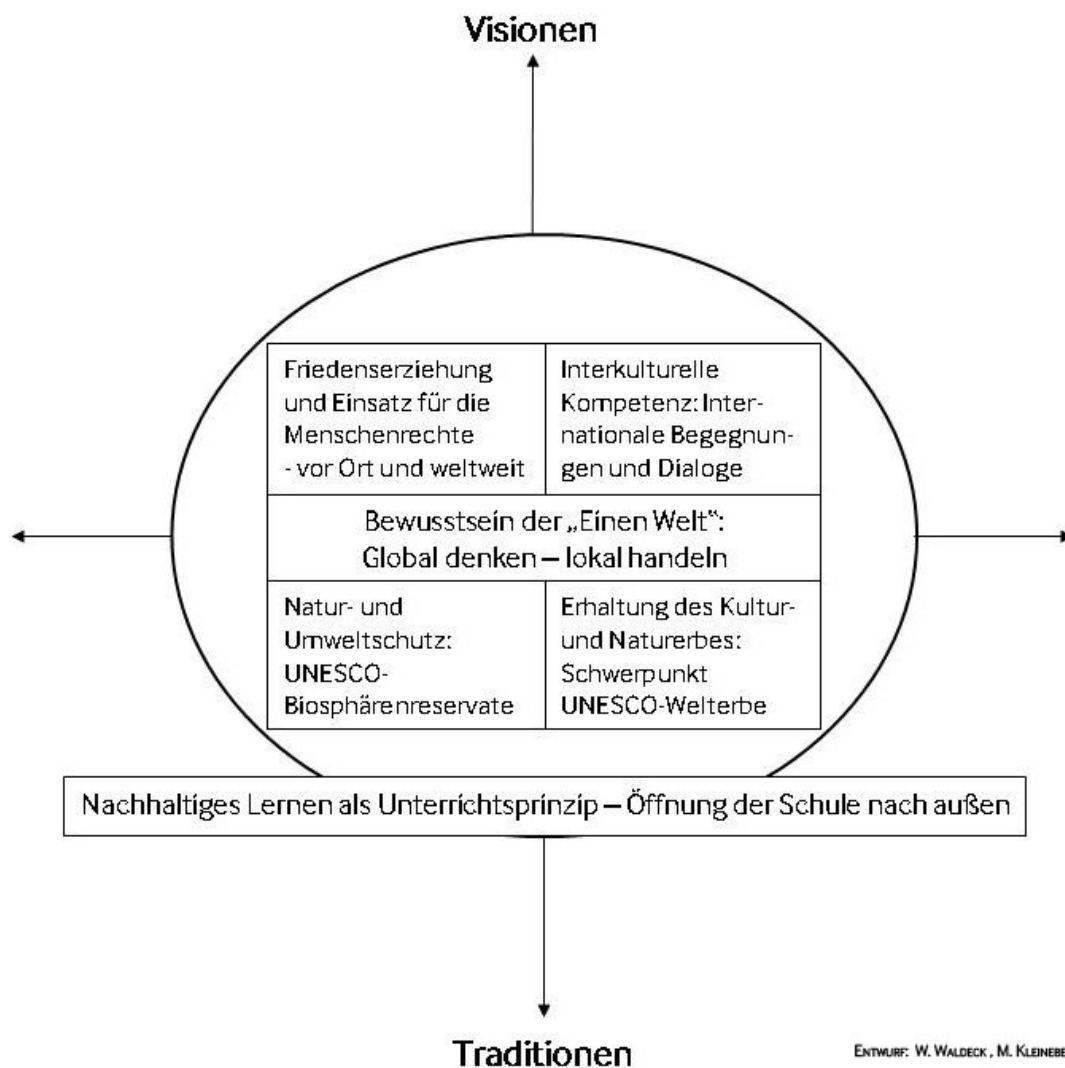 Visionen
Friedenserziehung
und Einsatz für die
Menschenrechte
- vor Ort und weltweit
Interkulturelle
Kompetenz: Inter-
nationale Begegnun-
gen und Dialoge
Bewusstsein der „Einen Welt“:
Global denken – lokal handeln
Natur- und
Umweltschutz:
UNESCO-
Biosphärenreservate
Erhaltung des Kultur-
und Naturerbes:
Schwerpunkt
UNESCO-Welterbe
Nachhaltiges Lernen als Unterrichtsprinzip – Öffnung der Schule nach außen
Traditionen
ENTWURF: W. WALDECK, M.